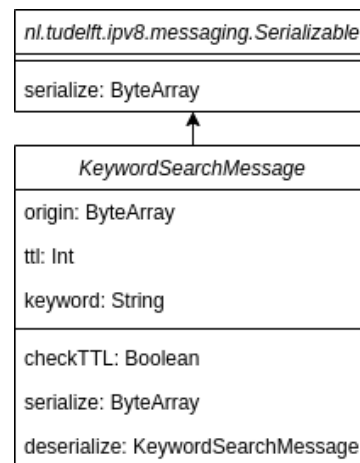 nl.tudelft.ipv8.messaging.Serializable
serialize: ByteArray
KeywordSearchMessage
origin: ByteArray
ttl: Int
keyword: String
checkTTL: Boolean
serialize: ByteArray
deserialize: KeywordSearchMessage